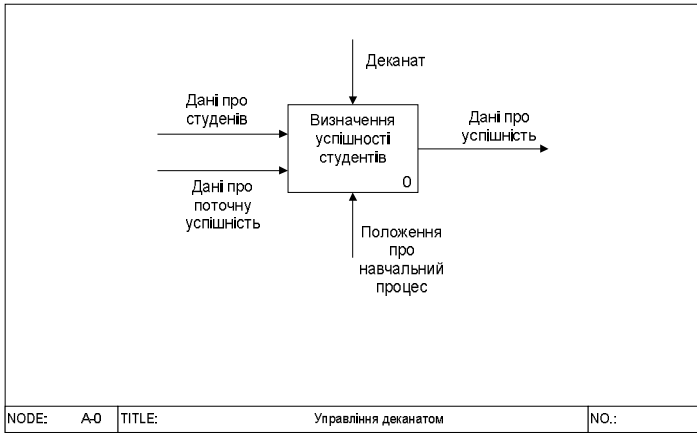 Деканат
Дані про
студенів
Визначення
успішності
студентів
0
Дані про
успішність
Дані про
поточну
успішність
Положення
про
навчальний
процес
NODE: A-0 TITLE: Управління деканатом NO.: